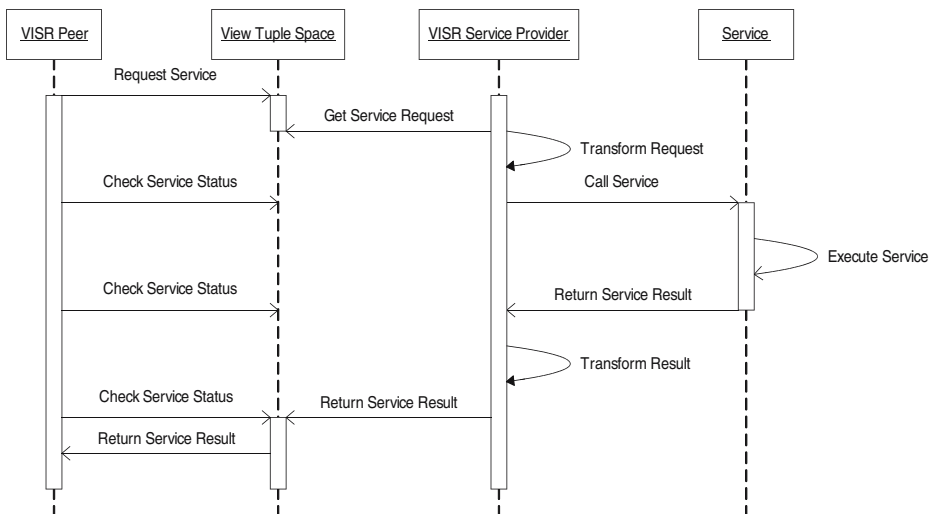 VISR Peer
View Tuple Space
VISR Service Provider
Service
Request Service
Get Service Request
Transform Request
Check Service Status
Call Service
Execute Service
Check Service Status
Return Service Result
Transform Result
Check Service Status
Return Service Result
Return Service Result